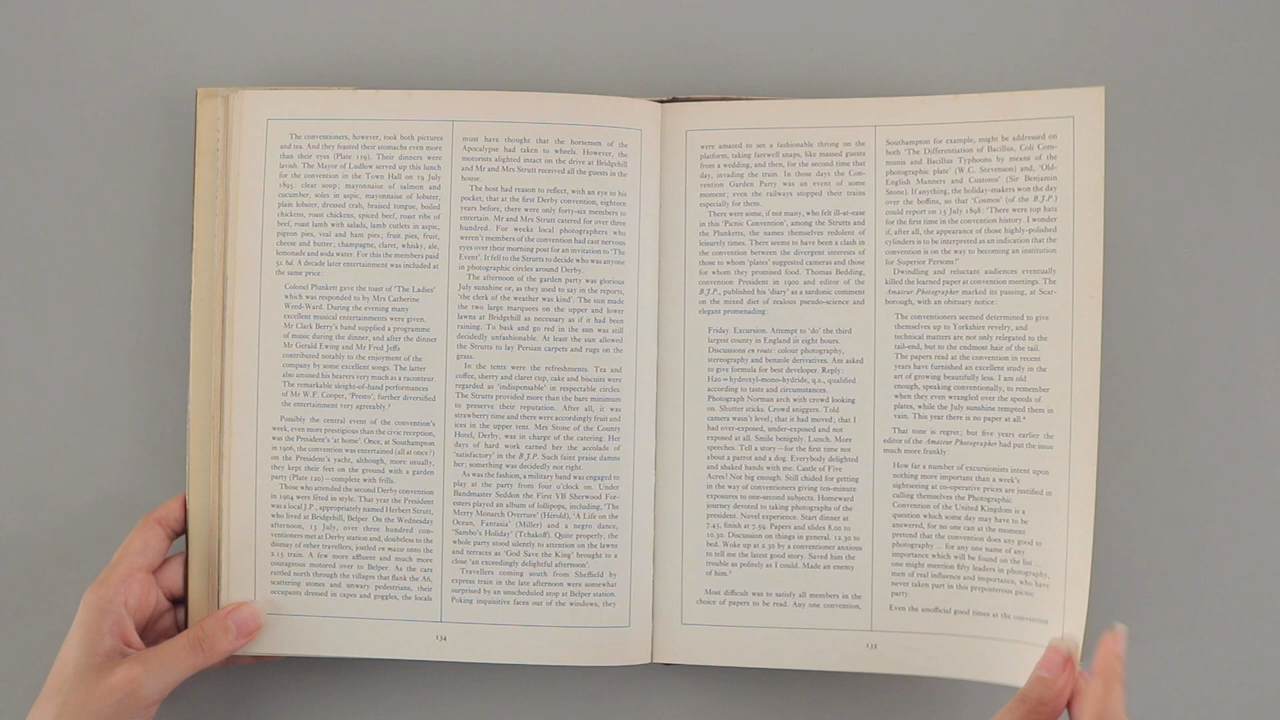 The conventioners, however, took both pictures
and tea. And they feasted their stomachs even more
than their eyes (Plate 119). Their dinners were
lavish. The Mayor of Ludlow served up this lunch
for the convention in the Town Hall on 19 July
1895: clear soup; mayonnaise of salmon and
cucumber, soles in aspic, mayonnaise of lobster,
plain lobster, dressed crab, braised tongue, boiled
chickens, roast chickens, spiced beef, roast ribs of
beef, roast lamb with salads, lamb cutlets in aspic,
pigeon pies, veal and ham pies; fruit pies, fruit,
cheese and butter; champagne, claret, whisky, ale,
lemonade and soda water. For this the members paid
5s. 6d. A decade later entertainment was included at
the same price:
Colonel Plunkett gave the toast of 'The Ladies'
which was responded to by Mrs Catherine
Weed-Ward. During the evening many
excellent musical entertainments were given.
Mr Clark Berry's band supplied a programme
of music during the dinner, and after the dinner
Mr Gerald Ewing and Mr Fred Jeffs
contributed notably to the enjoyment of the
company by some excellent songs. The latter
also amused his hearers very much as a raconteur.
The remarkable sleight-of-hand performances
of Mr W.F. Cooper, 'Presto', further diversified
the entertainment very agreeably.³
Possibly the central event of the convention's
week, even more prestigious than the civic reception,
was the President's 'at home'. Once, at Southampton
in 1906, the convention was entertained (all at once?)
on the President's yacht, although, more usually,
they kept their feet on the ground with a garden
party (Plate 120)—complete with frills.
Those who attended the second Derby convention
in 1904 were fêted in style. That year the President
was a local J.P., appropriately named Herbert Strutt,
who lived at Bridgehill, Belper. On the Wednesday
afternoon, 13 July, over three hundred con-
ventioners met at Derby station and, doubtless to the
dismay of other travellers, jostled en masse onto the
2.15 train. A few more affluent and much more
courageous motored over to Belper. As the cars
rattled north through the villages that flank the A6,
scattering stones and unwary pedestrians, their
occupants dressed in capes and goggles, the locals
must have thought that the horsemen of the
Apocalypse had taken to wheels. However, the
motorists alighted intact on the drive at Bridgehill
and Mr and Mrs Strutt received all the guests in the
house.
The host had reason to reflect, with an eye to his
pocket, that at the first Derby convention, eighteen
years before, there were only forty-six members to
entertain. Mr and Mrs Strutt catered for over three
hundred. For weeks local photographers who
weren't members of the convention had cast nervous
eyes over their morning post for an invitation to 'The
Event'. It fell to the Strutts to decide who was anyone
in photographic circles around Derby.
The afternoon of the garden party was glorious
July sunshine or, as they used to say in the reports,
'the clerk of the weather was kind'. The sun made
the two large marquees on the upper and lower
lawns at Bridgehill as necessary as if it had been
raining. To bask and go red in the sun was still
decidedly unfashionable. At least the sun allowed
the Strutts to lay Persian carpets and rugs on the
grass.
In the tents were the refreshments. Tea and
coffee, sherry and claret cup, cake and biscuits were
regarded as 'indispensable' in respectable circles.
The Strutts provided more than the bare minimum
to preserve their reputation. After all, it was
strawberry time and there were accordingly fruit and
ices in the upper tent. Mrs Stone of the County
Hotel, Derby, was in charge of the catering. Her
days of hard work earned her the accolade of
'satisfactory' in the B.J.P. Such faint praise damns
her; something was decidedly not right.
As was the fashion, a military band was engaged to
play at the party from four o'clock on. Under
Bandmaster Seddon the First VB Sherwood For-
esters played an album of lollipops, including, 'The
Merry Monarch Overture' (Herold), 'A Life on the
Ocean, Fantasia' (Miller) and a negro dance,
'Sambo's Holiday' (Tchakoff). Quite properly, the
whole party stood silently to attention on the lawns
and terraces as 'God Save the King' brought to a
close 'an exceedingly delightful afternoon'.
Travellers coming south from Sheffield by
express train in the late afternoon were somewhat
surprised by an unscheduled stop at Belper station.
Poking inquisitive faces out of the windows, they
134
were amazed to see a fashionable throng on the
platform, taking farewell snaps, like massed guests
from a wedding, and then, for the second time that
day, invading the train. In those days the Con-
vention Garden Party was an event of some
moment; even the railways stopped their trains
especially for them.
There were some, if not many, who felt ill-at-ease
in this 'Picnic Convention', among the Strutts and
the Plunketts, the names themselves redolent of
leisurely times. There seems to have been a clash in
the convention between the divergent interests of
those to whom 'plates' suggested cameras and those
for whom they promised food. Thomas Bedding,
convention President in 1900 and editor of the
B.J.P., published his 'diary' as a sardonic comment
on the mixed diet of zealous pseudo-science and
elegant promenading:
Friday. Excursion. Attempt to 'do' the third
largest county in England in eight hours.
Discussions en route: colour photography,
stereography and benzole derivatives. Am asked
to give formula for best developer. Reply:
H20 = hydroxyl-mono-hydride, q.s., qualified
according to taste and circumstances.
Photograph Norman arch with crowd looking
on. Shutter sticks. Crowd sniggers. Told
camera wasn't level; that it had moved; that I
had over-exposed, under-exposed and not
exposed at all. Smile benignly. Lunch. More
speeches. Tell a story—for the first time not
about a parrot and a dog. Everybody delighted
and shaked hands with me. Castle of Five
Acres! Not big enough. Still chided for getting
in the way of conventioners giving ten-minute
exposures to one-second subjects. Homeward
journey devoted to taking photographs of the
president. Novel experience. Start dinner at
7.45, finish at 7.59. Papers and slides 8.00 to
10.30. Discussion on things in general. 12.30 to
bed. Woke up at 2.30 by a conventioner anxious
to tell me the latest good story. Saved him the
trouble as politely as I could. Made an enemy
of him.⁵
Most difficult was to satisfy all members in the
choice of papers to be read. Any one convention,
Southampton for example, might be addressed on
both 'The Differentiation of Bacillus, Coli Com-
munis and Bacillus Typhoons by means of the
photographic plate' (W.C. Stevenson) and, 'Old-
English Manners and Customs' (Sir Benjamin
Stone). If anything, the holiday-makers won the day
over the boffins, so that 'Cosmos' (of the B.J.P.)
could report on 15 July 1898: 'There were top hats
for the first time in the convention history. I wonder
if, after all, the appearance of those highly-polished
cylinders is to be interpreted as an indication that the
convention is on the way to becoming an institution
for Superior Persons!'
Dwindling and reluctant audiences eventually
killed the learned paper at convention meetings. The
Amateur Photographer marked its passing, at Scar-
borough, with an obituary notice:
The conventioners seemed determined to give
themselves up to Yorkshire revelry, and
technical matters are not only relegated to the
tail-end, but to the endmost hair of the tail.
The papers read at the convention in recent
years have furnished an excellent study in the
art of growing beautifully less. I am old
enough, speaking conventionally, to remember
when they even wrangled over the speeds of
plates, while the July sunshine tempted them in
vain. This year there is no paper at all.⁶
That tone is regret; but five years earlier the
editor of the Amateur Photographer had put the issue
much more frankly:
How far a number of excursionists intent upon
nothing more important than a week's
sightseeing at co-operative prices are justified in
calling themselves the Photographic
Convention of the United Kingdom is a
question which some day may have to be
answered, for no one can at the moment
pretend that the convention does any good to
photography ... for any one name of any
importance which will be found on the list ...
one might mention fifty leaders in photography,
men of real influence and importance, who have
never taken part in this preposterous picnic
party.
Even the unofficial good times at the convention
135